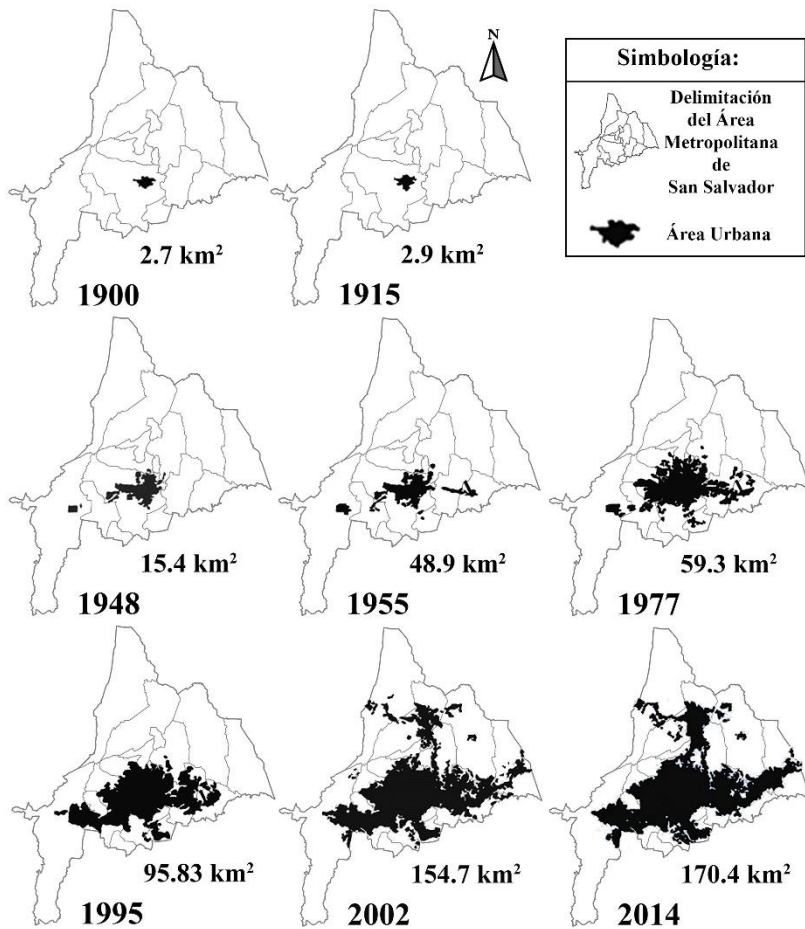 N
Simbología:
Delimitación
del Área
Metropolitana
de
San Salvador
Área Urbana
2.7 km²
1900
2.9 km²
1915
15.4 km²
1948
48.9 km²
1955
59.3 km²
1977
95.83 km²
1995
154.7 km²
2002
170.4 km²
2014